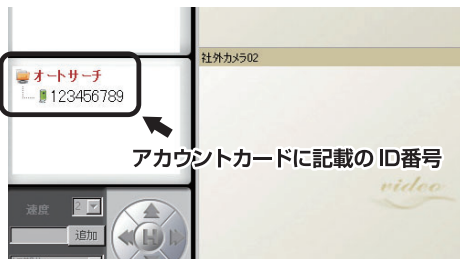 社外カメラ02
オートサーチ
123456789
アカウントカードに記載のID番号
video
速度
2
追加
H